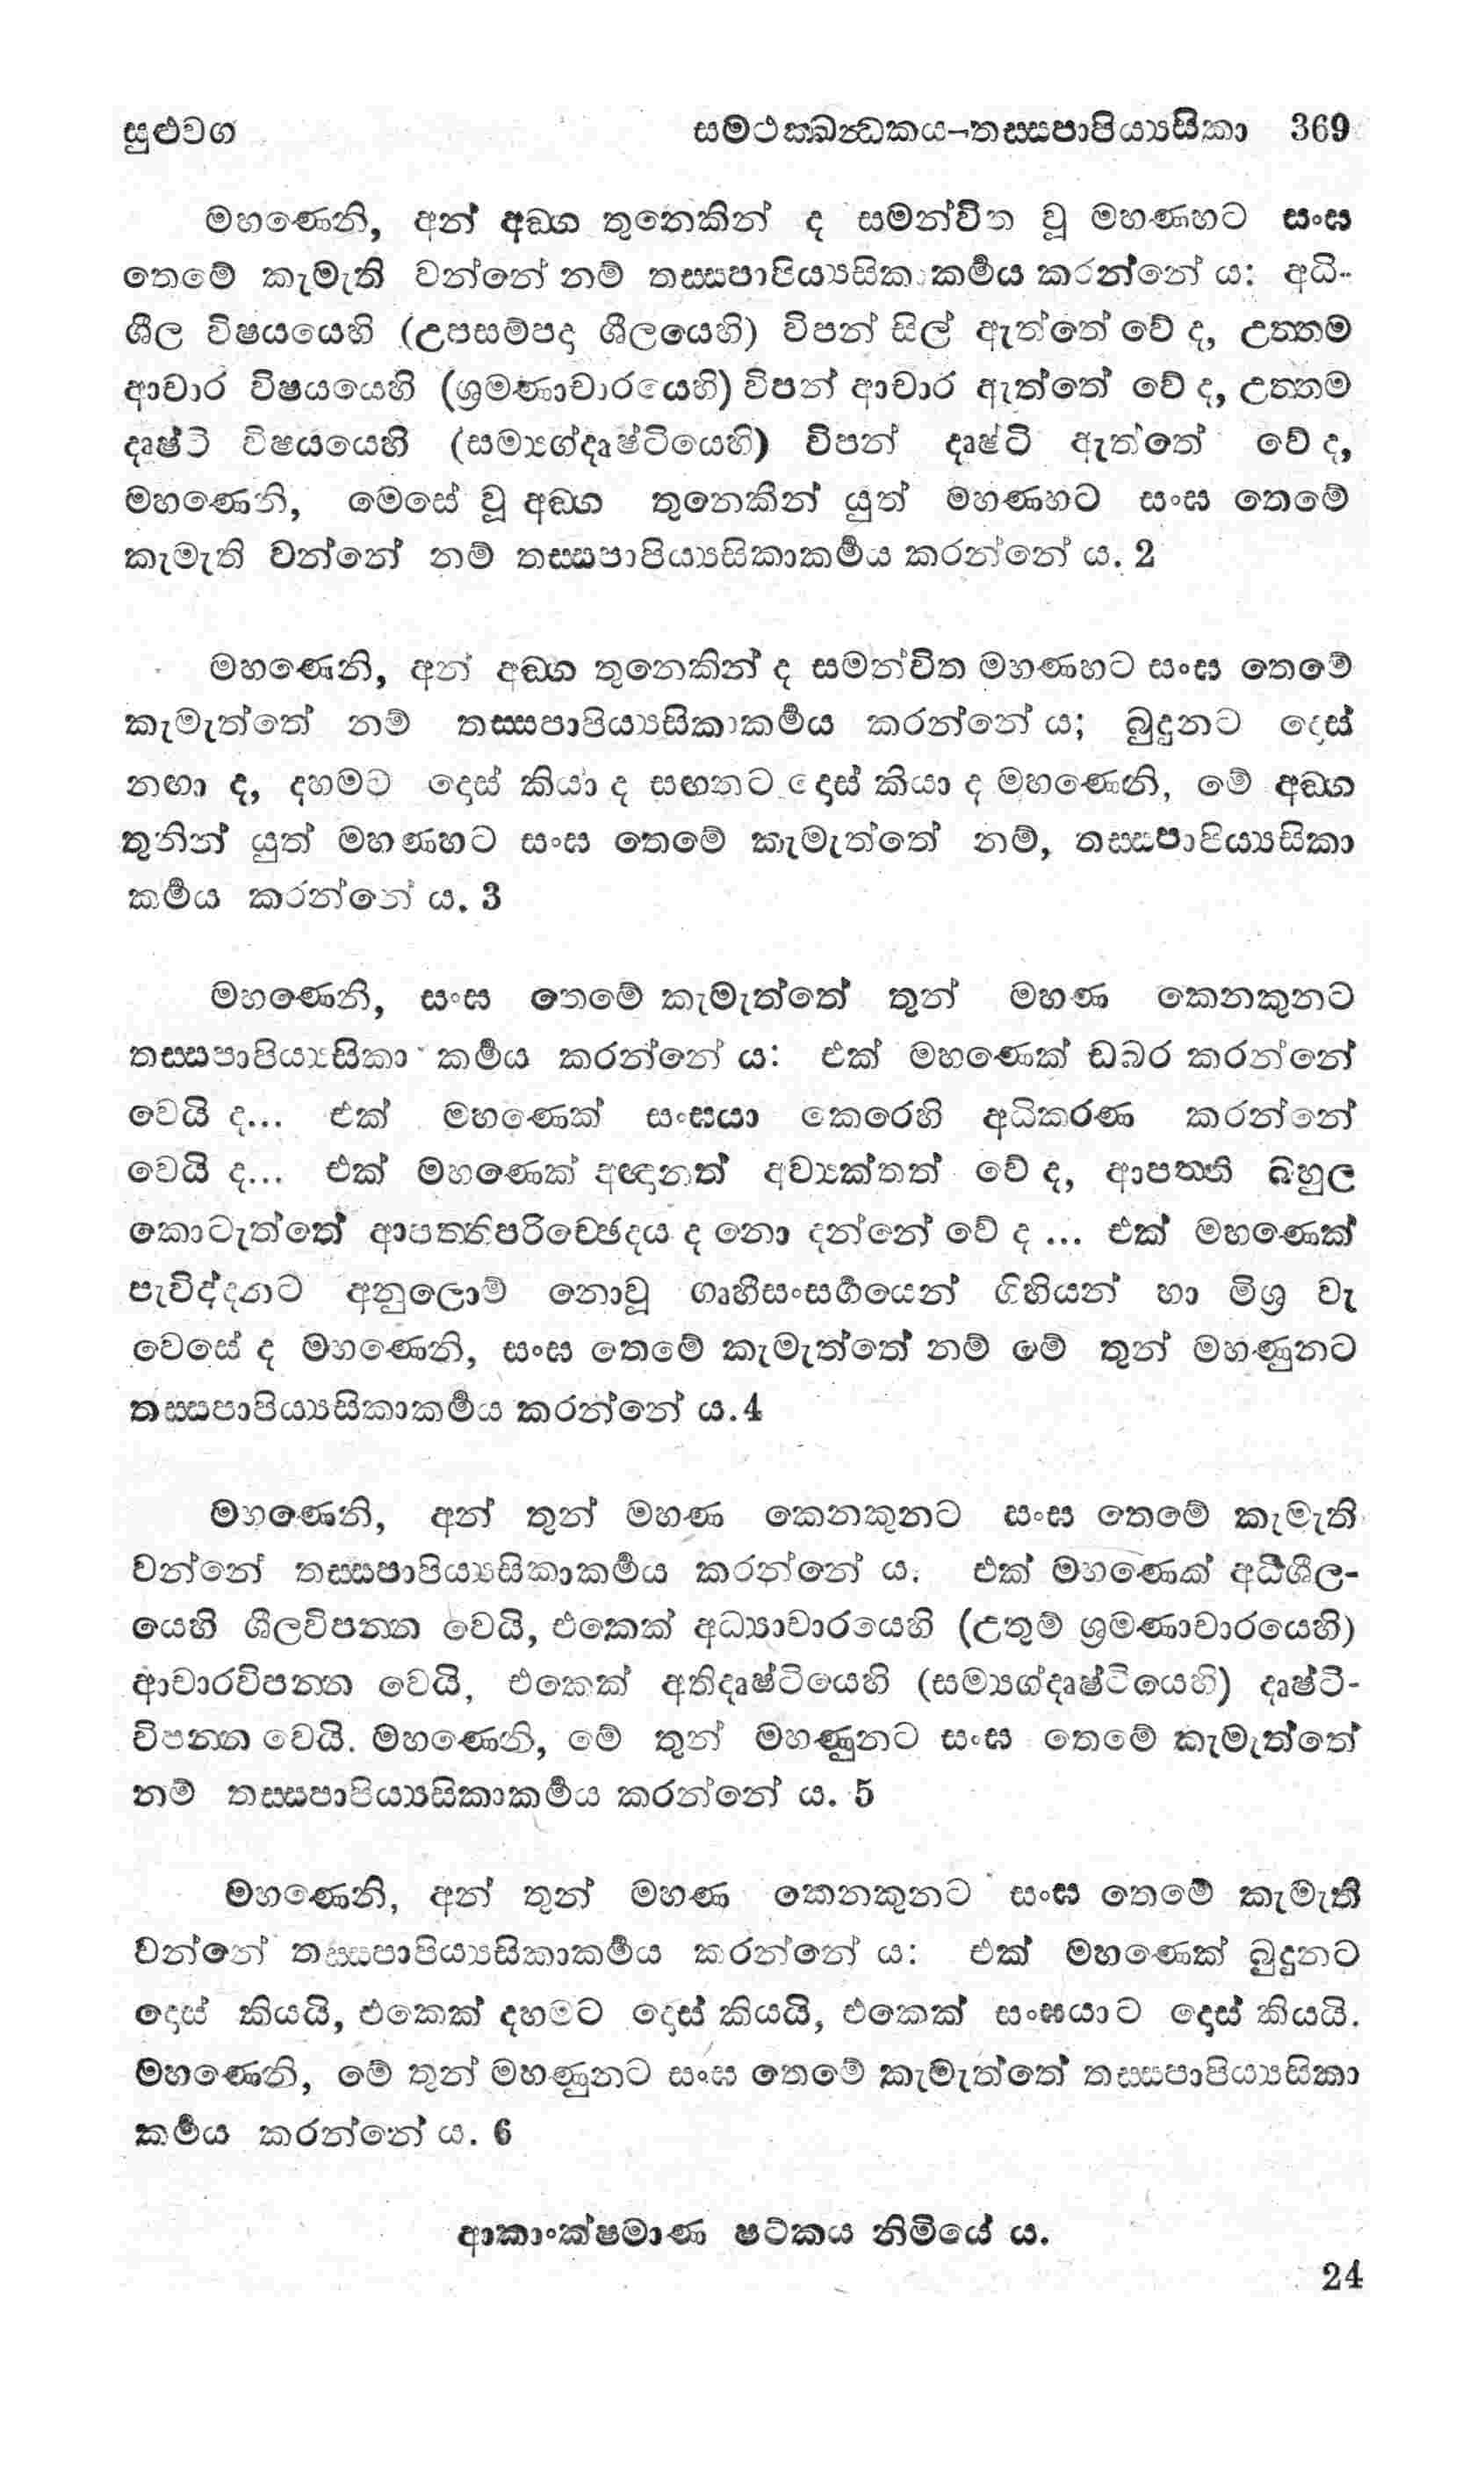 සුළුවග සමථක්ඛන්ධකය-තස්සපාපිය්‍යසිකා 369
මහණෙනි, අන් අඞ්ග තුනෙකින් ද සමන්විත වූ මහණහට සංඝ
තෙමේ කැමැති වන්නේ නම් තස්සපාපිය්‍යසිකාකර්‍මය කරන්නේ ය: අධි-
ශීල විෂයයෙහි (උපසම්පදා ශීලයෙහි) විපන් සිල් ඇත්තේ වේ ද, උත්තම
ආචාර විෂයයෙහි (ශ්‍රමණාචාරයෙහි) විපන් ආචාර ඇත්තේ වේ ද, උත්තම
දෘෂ්ටි විෂයයෙහි (සම්‍යග්දෘෂ්ටියෙහි) විපන් දෘෂ්ටි ඇත්තේ වේ ද,
මහණෙනි, මෙසේ වූ අඞ්ග තුනෙකින් යුත් මහණහට සංඝ තෙමේ
කැමැති වන්නේ නම් තස්සපාපිය්‍යසිකාකර්‍මය කරන්නේ ය. 2
මහණෙනි, අන් අඞ්ග තුනෙකින් ද සමන්විත මහණහට සංඝ තෙමේ
කැමැත්තේ නම් තස්සපාපිය්‍යසිකාකර්‍මය කරන්නේ ය; බුදුනට දොස්
නඟා ද, දහමට දොස් කියා ද සඟනට දොස් කියා ද මහණෙනි, මේ අඞ්ග
තුනින් යුත් මහණහට සංඝ තෙමේ කැමැත්තේ නම්, තස්සපාපිය්‍යසිකා
කර්‍මය කරන්නේ ය. 3
මහණෙනි, සංඝ තෙමේ කැමැත්තේ තුන් මහණ කෙනකුනට
තස්සපාපිය්‍යසිකා කර්‍මය කරන්නේ ය: එක් මහණෙක් ඩබර කරන්නේ
වෙයි ද... එක් මහණෙක් සංඝයා කෙරෙහි අධිකරණ කරන්නේ
වෙයි ද... එක් මහණෙක් අඥානත් අව්‍යක්තත් වේ ද, ආපත්ති බහුල
කොටැත්තේ ආපත්තිපරිච්ඡෙදය ද නො දන්නේ වේ ද ... එක් මහණෙක්
පැවිද්දාට අනුලොම් නොවූ ගෘහීසංසර්‍ගයෙන් ගිහියන් හා මිශ්‍ර වැ
වෙසේ ද මහණෙනි, සංඝ තෙමේ කැමැත්තේ නම් මේ තුන් මහණුනට
තස්සපාපිය්‍යසිකාකර්‍මය කරන්නේ ය.4
මහණෙනි, අන් තුන් මහණ කෙනකුනට සංඝ තෙමේ කැමැති
වන්නේ තස්සපාපිය්‍යසිකාකර්‍මය කරන්නේ ය. එක් මහණෙක් අධිශීල-
යෙහි ශීලවිපන්න වෙයි, එකෙක් අධ්‍යාචාරයෙහි (උතුම් ශ්‍රමණාචාරයෙහි)
ආචාරවිපන්න වෙයි, එකෙක් අතිදෘෂ්ටියෙහි (සම්‍යග්දෘෂ්ටියෙහි) දෘෂ්ටි-
විපන්න වෙයි. මහණෙනි, මේ තුන් මහණුනට සංඝ තෙමේ කැමැත්තේ
නම් තස්සපාපිය්‍යසිකාකර්‍මය කරන්නේ ය. 5
මහණෙනි, අන් තුන් මහණ කෙනකුනට සංඝ තෙමේ කැමැති
වන්නේ තස්සපාපිය්‍යසිකාකර්‍මය කරන්නේ ය: එක් මහණෙක් බුදුනට
දොස් කියයි, එකෙක් දහමට දොස් කියයි, එකෙක් සංඝයාට දොස් කියයි.
මහණෙනි, මේ තුන් මහණුනට සංඝ තෙමේ කැමැත්තේ තස්සපාපිය්‍යසිකා
කර්‍මය කරන්නේ ය. 6
ආකාංක්ෂමාණ ෂට්කය නිමියේ ය.
24